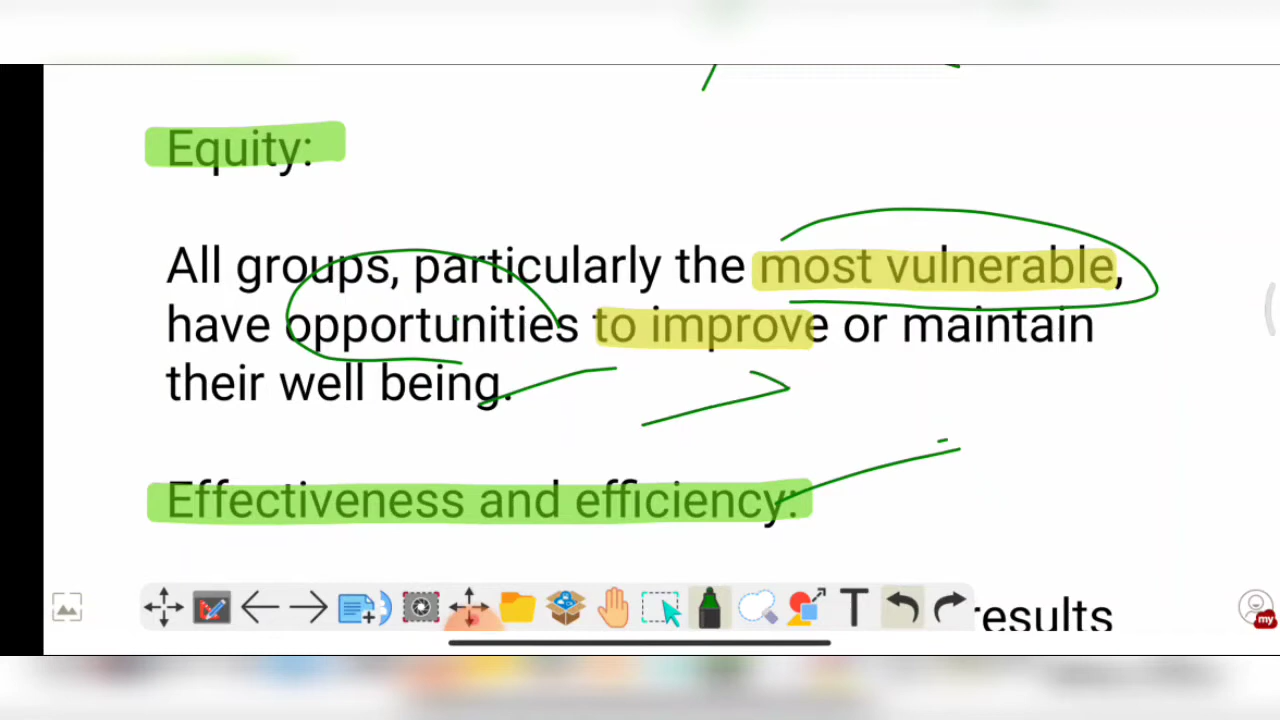 Equity:
All groups, particularly the most vulnerable,
have opportunities to improve or maintain
their well being.
Effectiveness and efficiency:
results
T
my